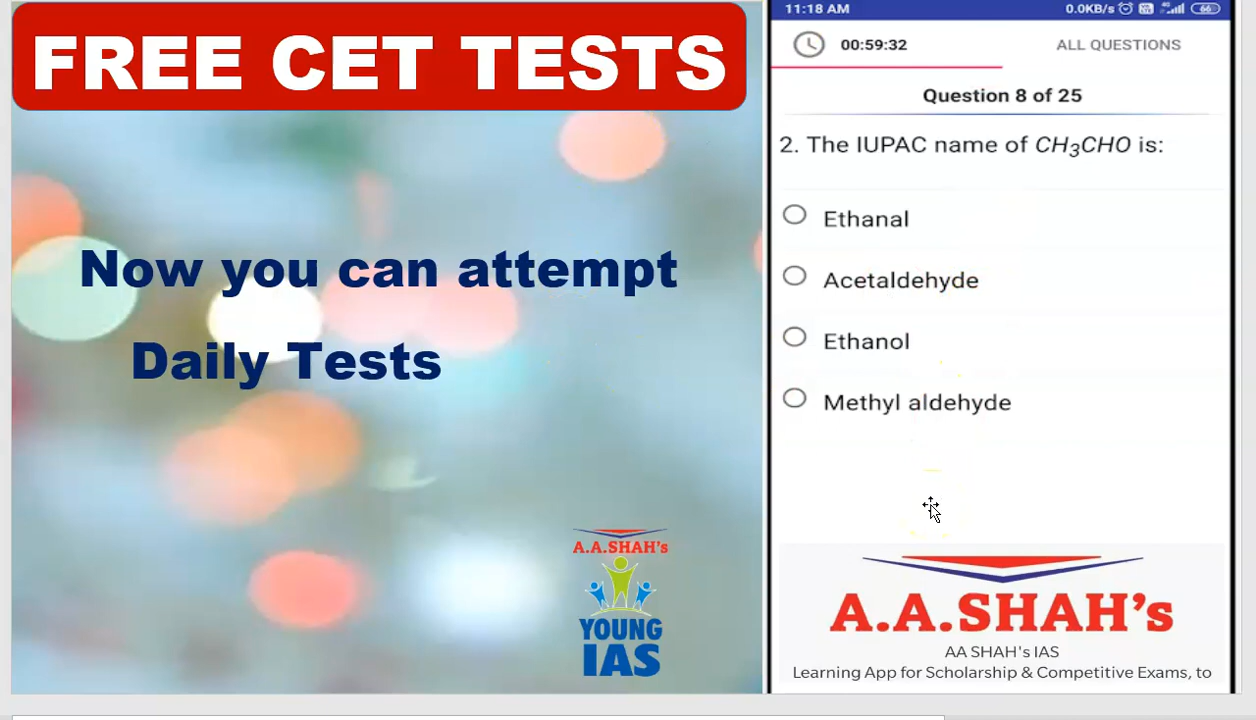 FREE CET TESTS
Now you can attempt
Daily Tests
A.A.SHAH's
YOUNG
IAS
11:18 AM
0.0KB/s 4G 66
00:59:32
ALL QUESTIONS
Question 8 of 25
2. The IUPAC name of CH₃CHO is:
Ethanal
Acetaldehyde
Ethanol
Methyl aldehyde
A.A.SHAH's
AA SHAH's IAS
Learning App for Scholarship & Competitive Exams, to